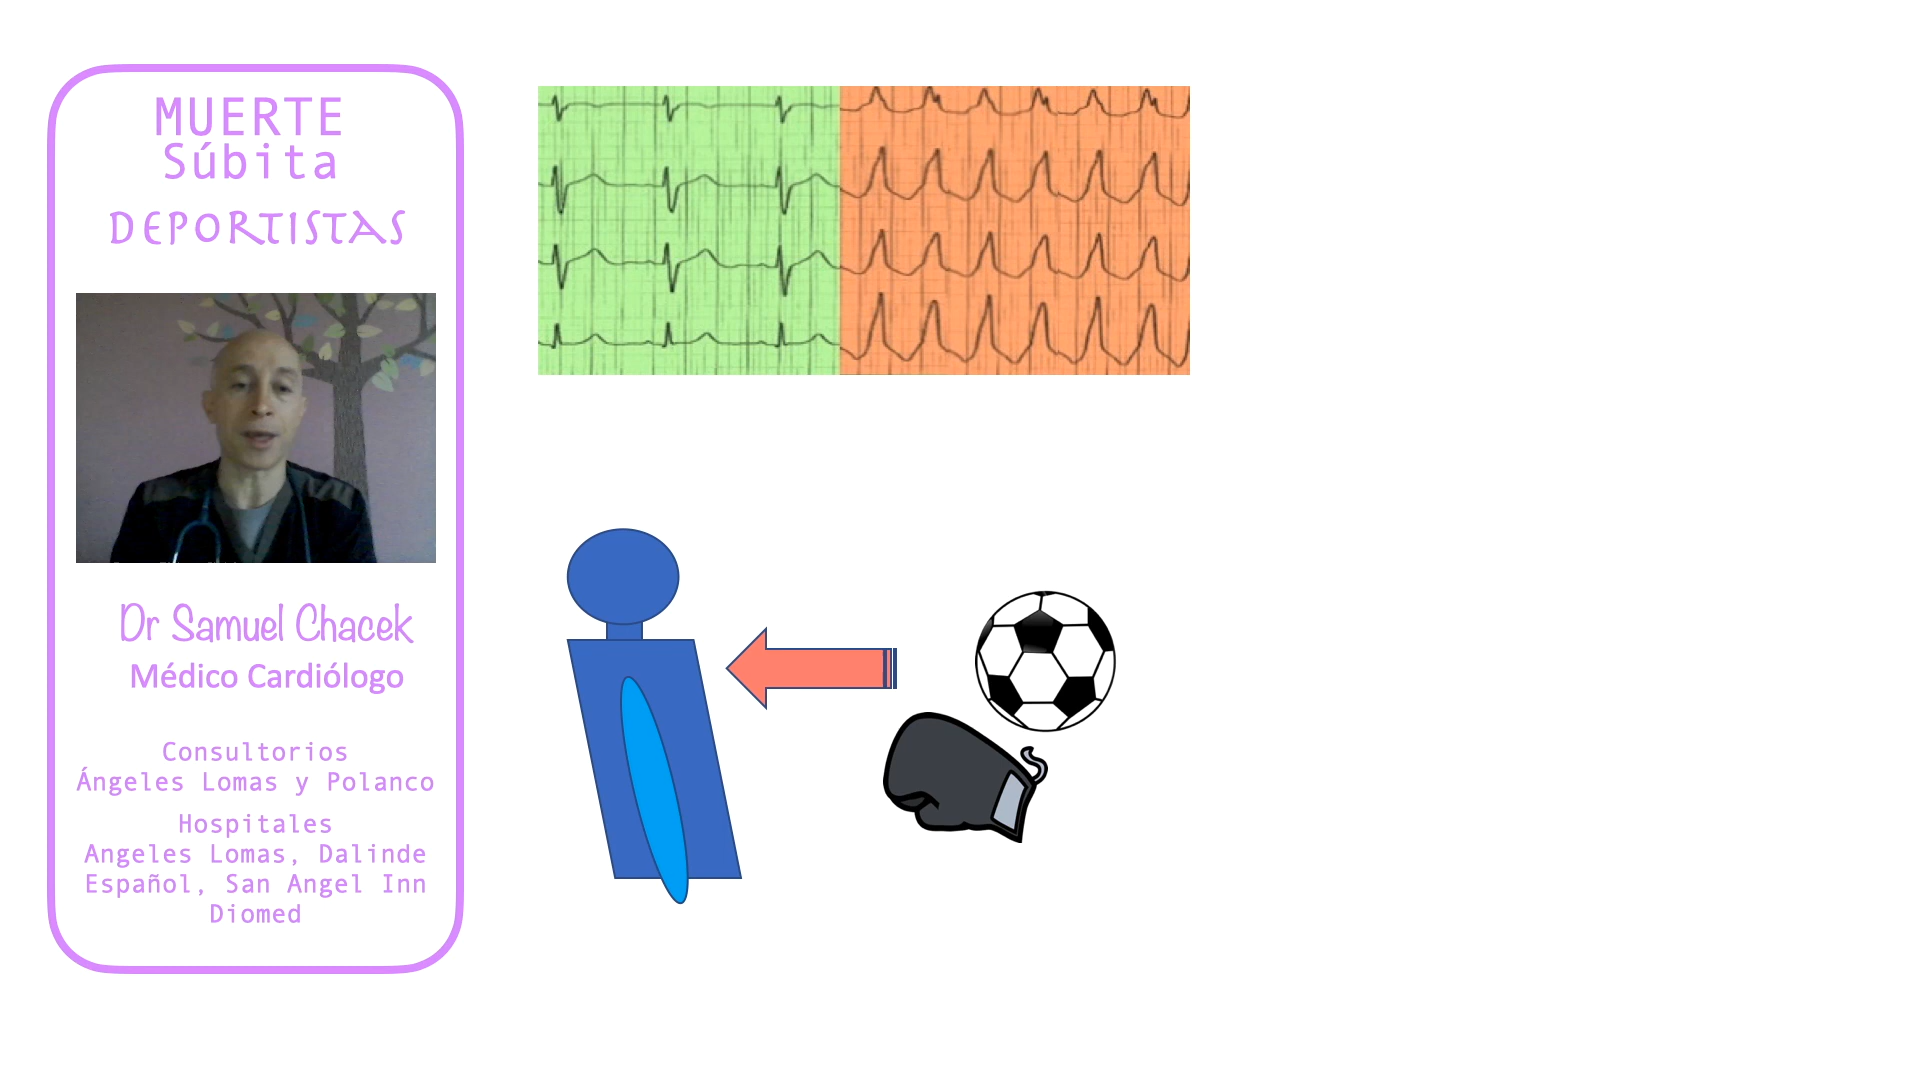 MUERTE
Súbita
DEPORTISTAS
Dr Samuel Chacek
Médico Cardiólogo
Consultorios
Ángeles Lomas y Polanco
Hospitales
Angeles Lomas, Dalinde
Español, San Angel Inn
Diomed